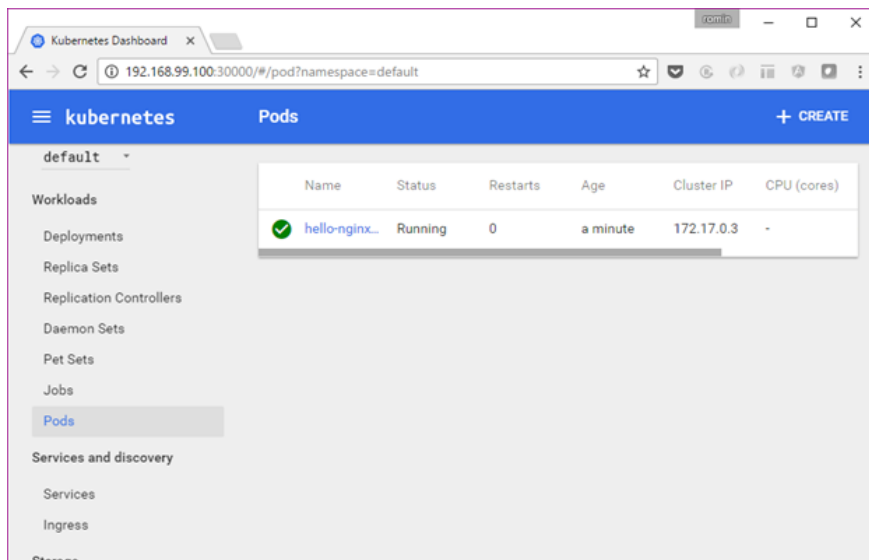 romin
Kubernetes Dashboard
192.168.99.100:30000/#/pod?namespace=default
kubernetes
Pods
+ CREATE
default
Workloads
Deployments
Replica Sets
Replication Controllers
Daemon Sets
Pet Sets
Jobs
Pods
Services and discovery
Services
Ingress
Storage
Name Status Restarts Age Cluster IP CPU (cores)
hello-nginx... Running 0 a minute 172.17.0.3 -